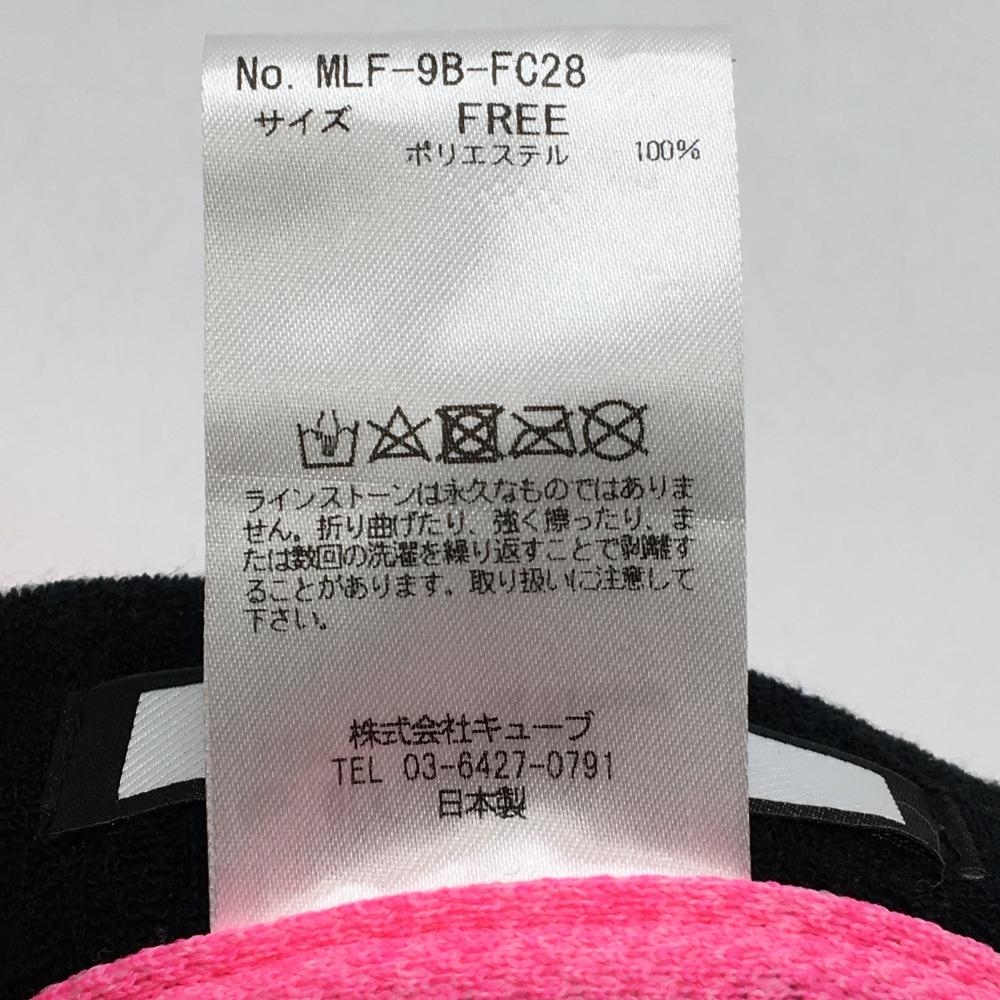 No. MLF-9B-FC28
サイズ FREE
ポリエステル 100%
ラインストーンは永久なものではありま
せん。折り曲げたり、強く擦ったり、ま
たは数回の洗濯を繰り返すことで剥離す
ることがあります。取り扱いに注意して
下さい。
株式会社キューブ
TEL 03-6427-0791
日本製